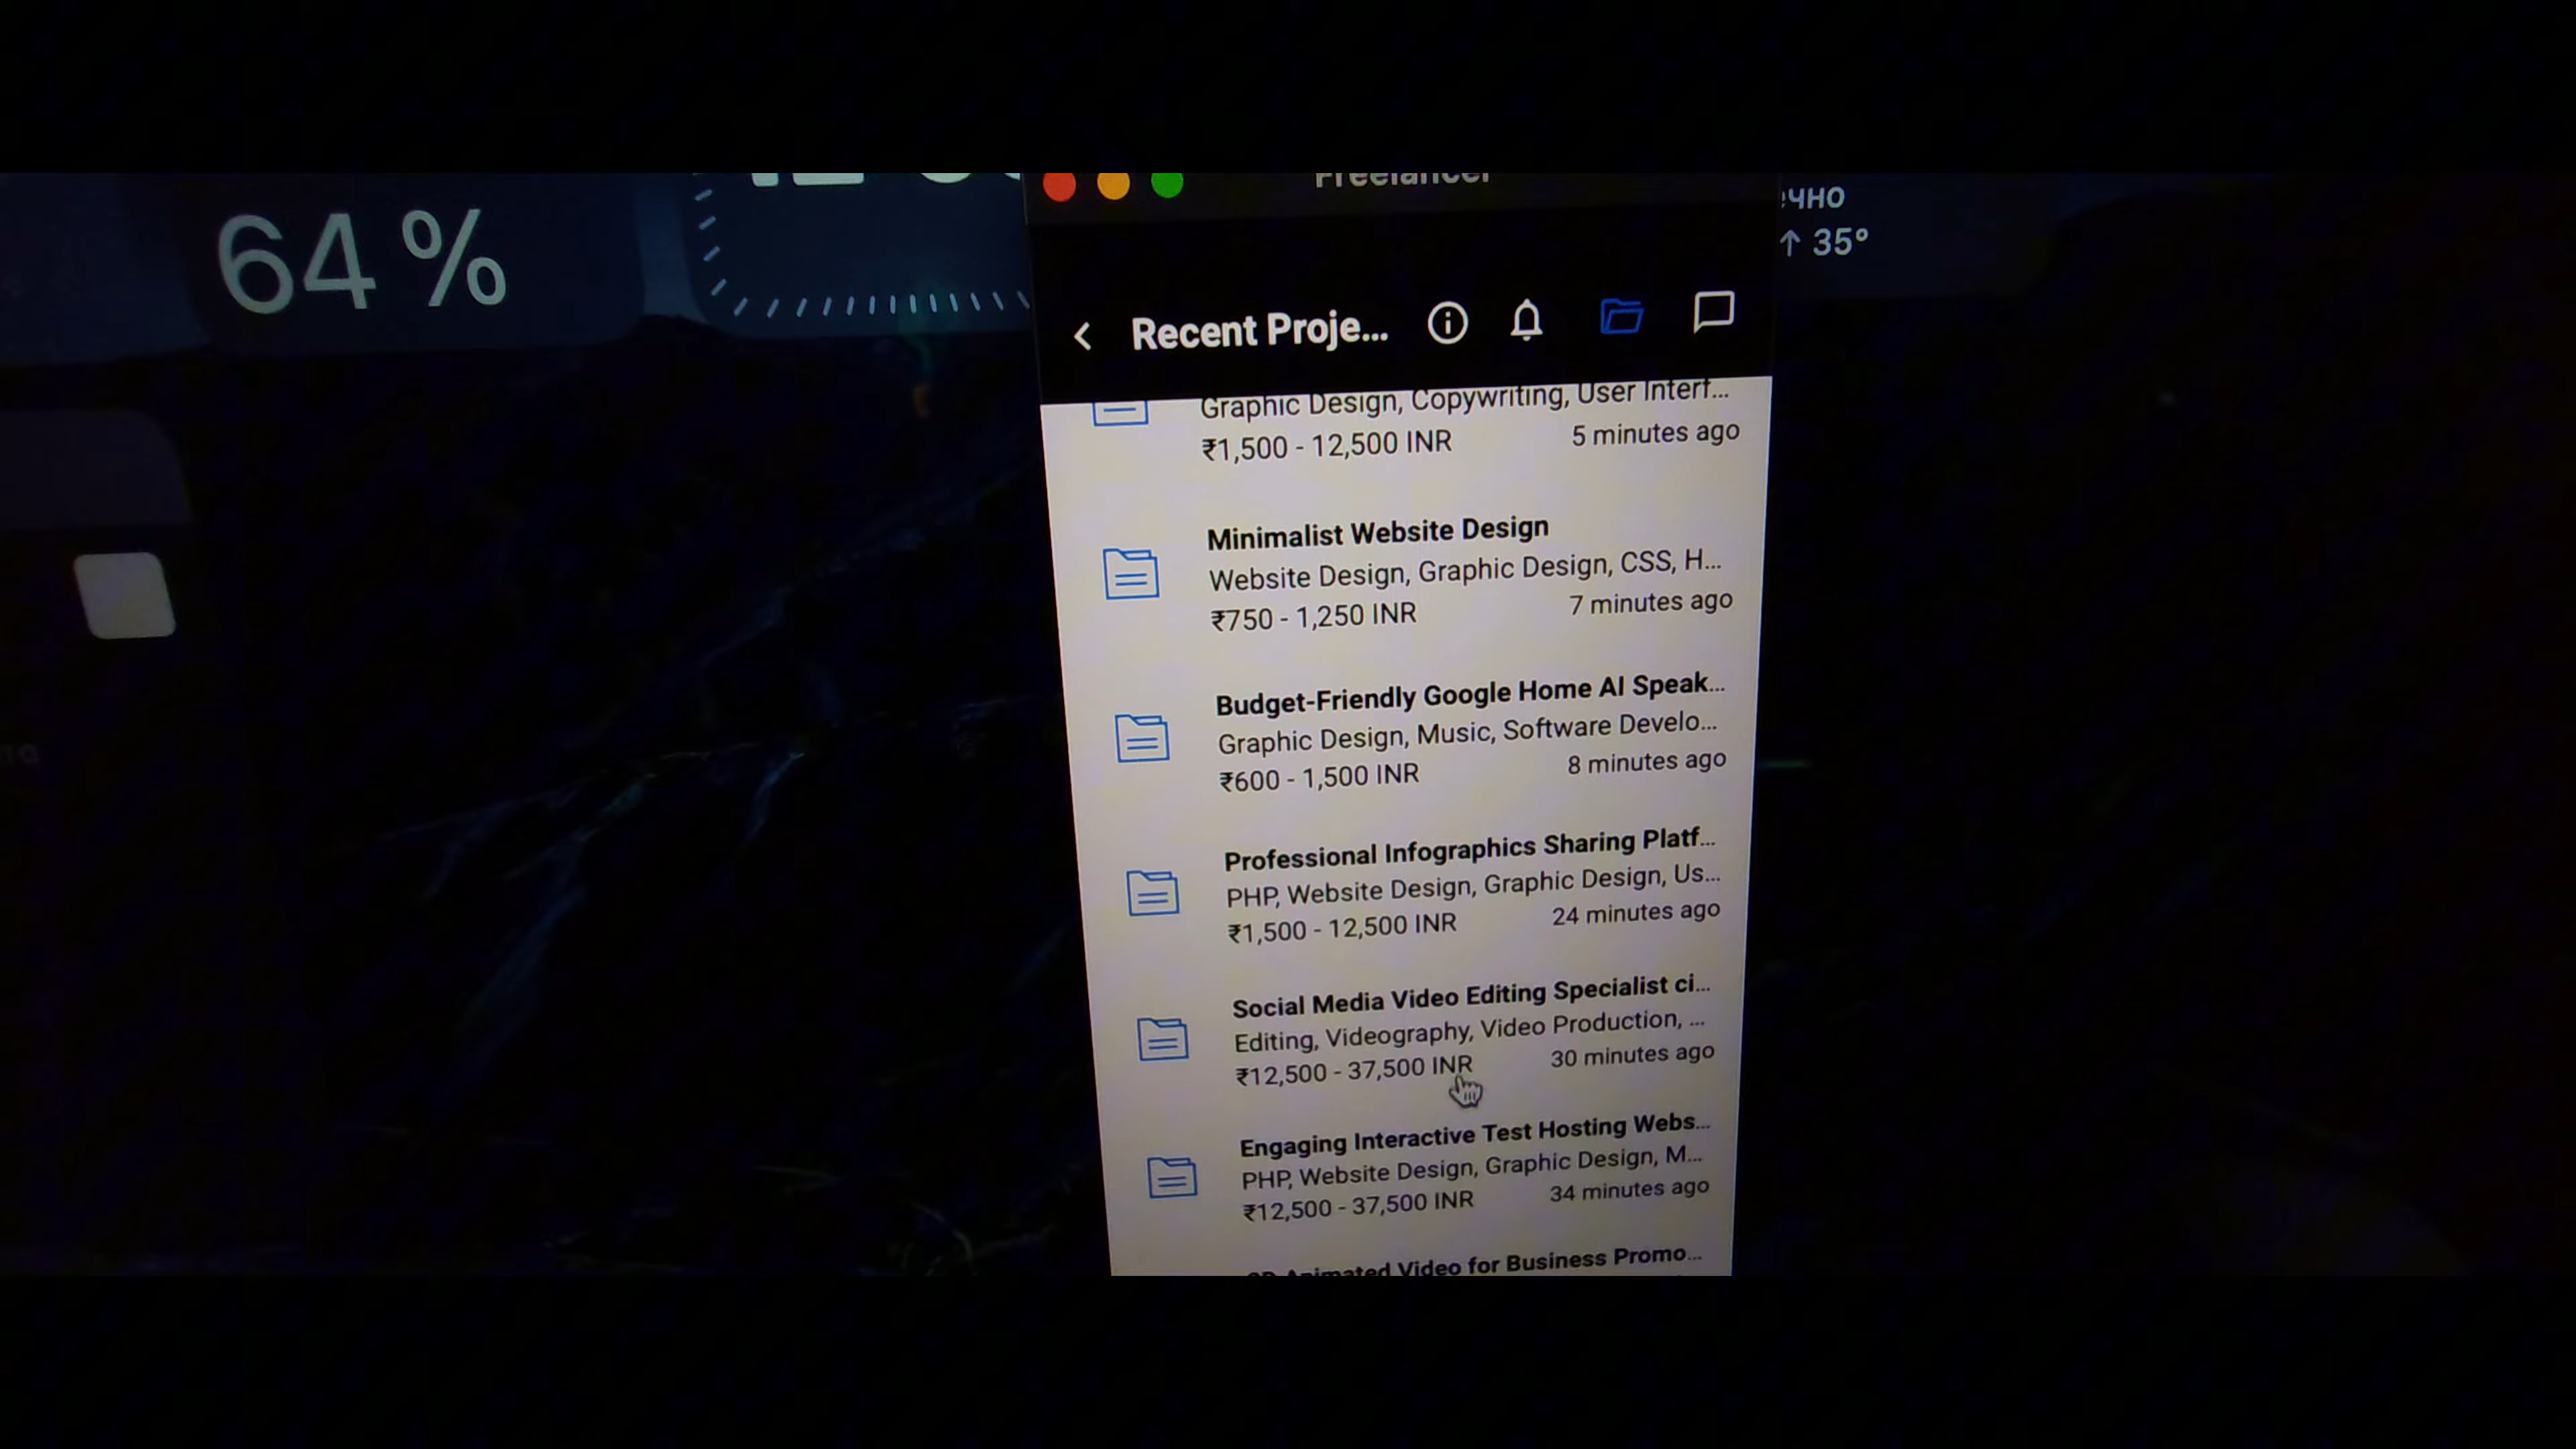 64 %
Freelancer
ечно
↑ 35°
Recent Proje...
Graphic Design, Copywriting, User Interf...
₹1,500 - 12,500 INR
5 minutes ago
Minimalist Website Design
Website Design, Graphic Design, CSS, H...
₹750 - 1,250 INR
7 minutes ago
Budget-Friendly Google Home AI Speak...
Graphic Design, Music, Software Develo...
₹600 - 1,500 INR
8 minutes ago
Professional Infographics Sharing Platf...
PHP, Website Design, Graphic Design, Us...
₹1,500 - 12,500 INR
24 minutes ago
Social Media Video Editing Specialist ci...
Editing, Videography, Video Production, ...
₹12,500 - 37,500 INR
30 minutes ago
Engaging Interactive Test Hosting Webs...
PHP, Website Design, Graphic Design, M...
₹12,500 - 37,500 INR
34 minutes ago
Animated Video for Business Promo...